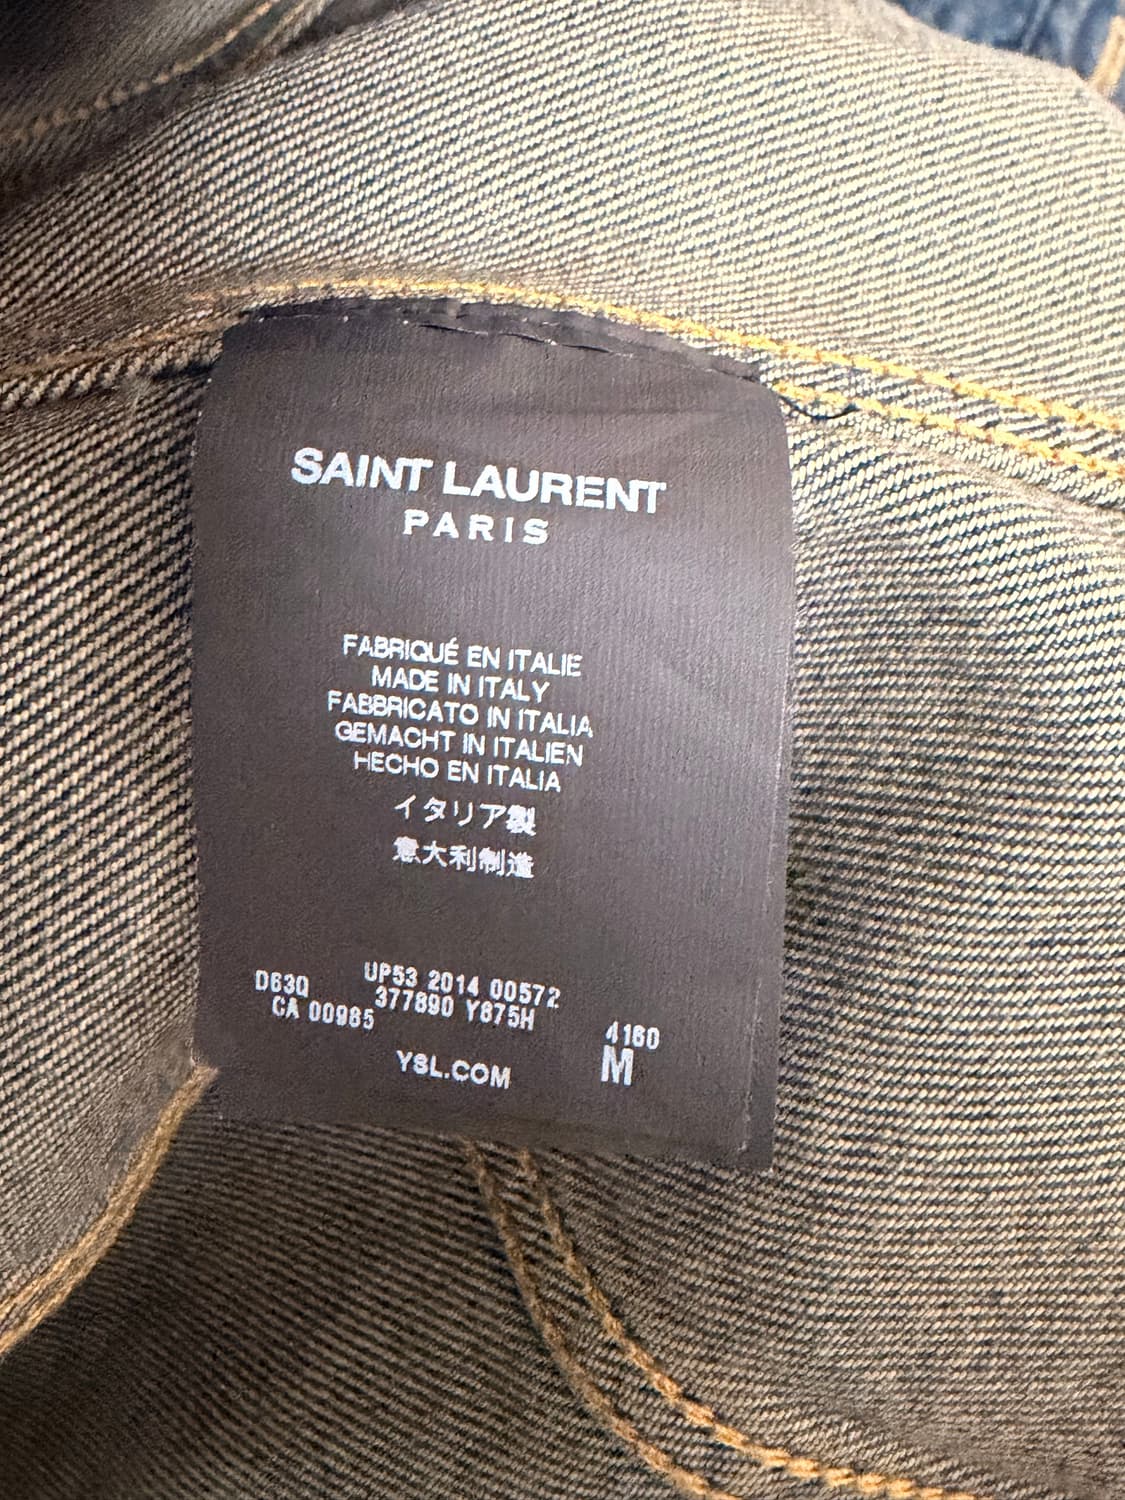 SAINT LAURENT
PARIS
FABRIQUÉ EN ITALIE
MADE IN ITALY
FABBRICATO IN ITALIA
GEMACHT IN ITALIEN
HECHO EN ITALIA
イタリア製
意大利制造
D63Q UP53 2014 00572
CA 00985 377890 Y875H 4160
YSL.COM M